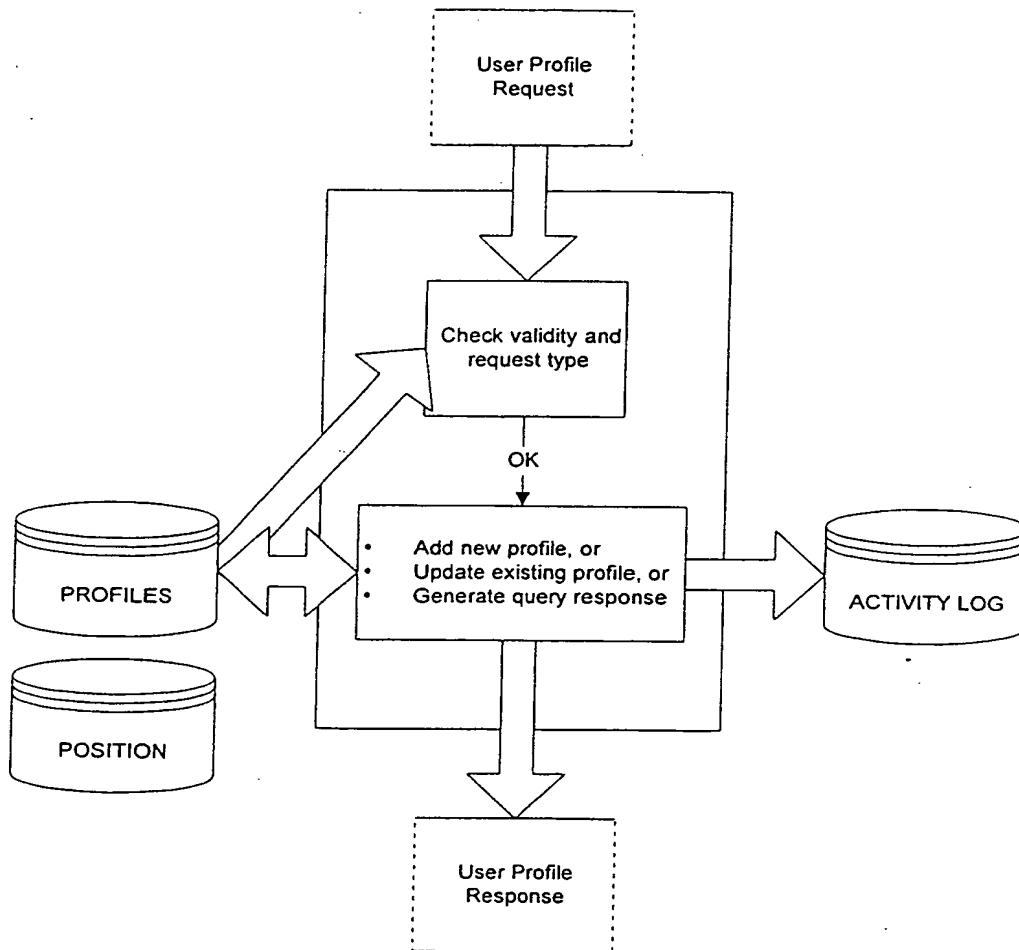 User Profile
Request
Check validity and
request type
OK
• Add new profile, or
• Update existing profile, or
• Generate query response
PROFILES
ACTIVITY LOG
POSITION
User Profile
Response